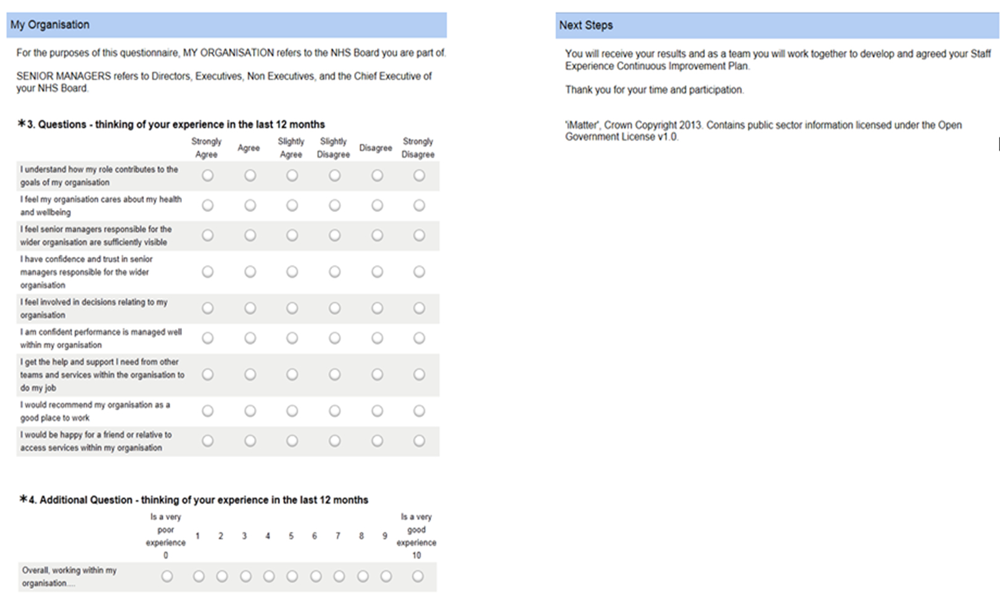 My Organisation
For the purposes of this questionnaire, MY ORGANISATION refers to the NHS Board you are part of.
SENIOR MANAGERS refers to Directors, Executives, Non Executives, and the Chief Executive of
your NHS Board.
*3. Questions - thinking of your experience in the last 12 months
Strongly Agree Agree Slightly Agree Slightly Disagree Disagree Strongly Disagree
I understand how my role contributes to the
goals of my organisation
I feel my organisation cares about my health
and wellbeing
I feel senior managers responsible for the
wider organisation are sufficiently visible
I have confidence and trust in senior
managers responsible for the wider
organisation
I feel involved in decisions relating to my
organisation
I am confident performance is managed well
within my organisation
I get the help and support I need from other
teams and services within the organisation to
do my job
I would recommend my organisation as a
good place to work
I would be happy for a friend or relative to
access services within my organisation
*4. Additional Question - thinking of your experience in the last 12 months
Is a very poor experience 0 1 2 3 4 5 6 7 8 9 Is a very good experience 10
Overall, working within my
organisation....
Next Steps
You will receive your results and as a team you will work together to develop and agreed your Staff
Experience Continuous Improvement Plan.
Thank you for your time and participation.
'iMatter', Crown Copyright 2013. Contains public sector information licensed under the Open
Government License v1.0.